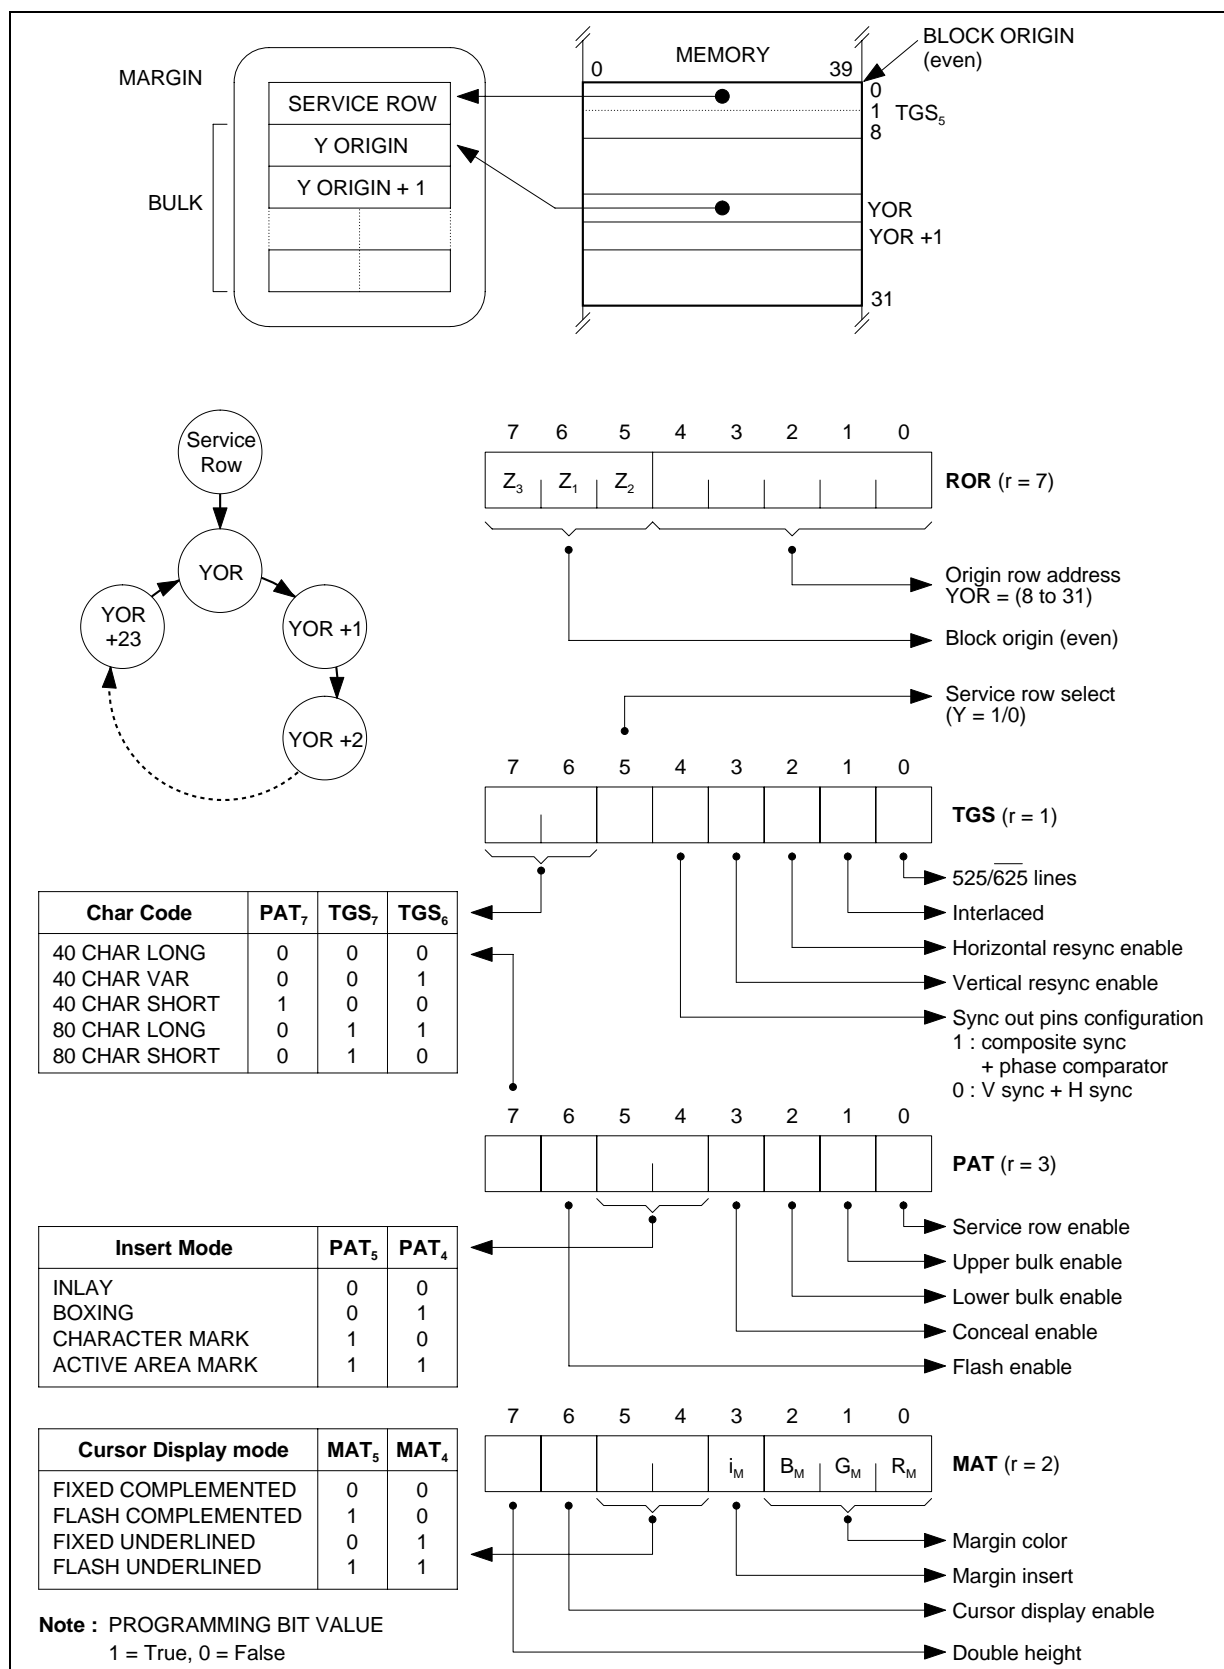 MARGIN
SERVICE ROW
Y ORIGIN
Y ORIGIN + 1
BULK
MEMORY
0 39
BLOCK ORIGIN
(even)
0
1 TGS5
8
YOR
YOR +1
31
Service
Row
YOR
YOR +1
YOR +2
YOR
+23
7 6 5 4 3 2 1 0
Z3 Z1 Z2
ROR (r = 7)
Origin row address
YOR = (8 to 31)
Block origin (even)
Service row select
(Y = 1/0)
7 6 5 4 3 2 1 0
TGS (r = 1)
525/625 lines
Interlaced
Horizontal resync enable
Vertical resync enable
Sync out pins configuration
1 : composite sync
+ phase comparator
0 : V sync + H sync
Char Code PAT7 TGS7 TGS6
40 CHAR LONG 0 0 0
40 CHAR VAR 0 0 1
40 CHAR SHORT 1 0 0
80 CHAR LONG 0 1 1
80 CHAR SHORT 0 1 0
7 6 5 4 3 2 1 0
PAT (r = 3)
Service row enable
Upper bulk enable
Lower bulk enable
Conceal enable
Flash enable
Insert Mode PAT5 PAT4
INLAY 0 0
BOXING 0 1
CHARACTER MARK 1 0
ACTIVE AREA MARK 1 1
7 6 5 4 3 2 1 0
iM BM GM RM
MAT (r = 2)
Margin color
Margin insert
Cursor display enable
Double height
Cursor Display mode MAT5 MAT4
FIXED COMPLEMENTED 0 0
FLASH COMPLEMENTED 1 0
FIXED UNDERLINED 0 1
FLASH UNDERLINED 1 1
Note : PROGRAMMING BIT VALUE
1 = True, 0 = False